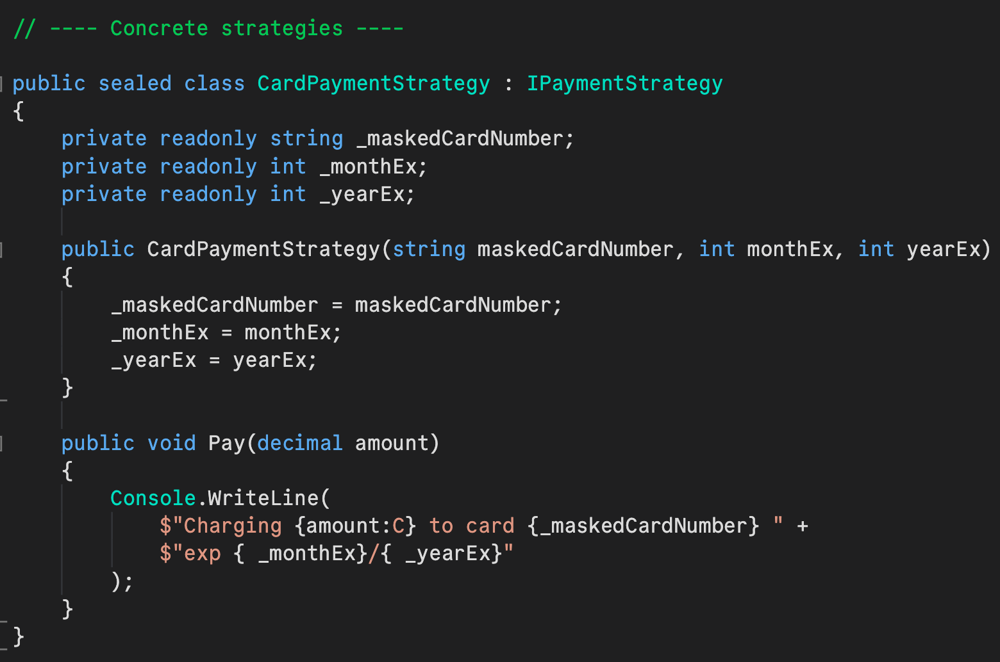 // ---- Concrete strategies ----
public sealed class CardPaymentStrategy : IPaymentStrategy
{
    private readonly string _maskedCardNumber;
    private readonly int _monthEx;
    private readonly int _yearEx;
    public CardPaymentStrategy(string maskedCardNumber, int monthEx, int yearEx)
    {
        _maskedCardNumber = maskedCardNumber;
        _monthEx = monthEx;
        _yearEx = yearEx;
    }
    public void Pay(decimal amount)
    {
        Console.WriteLine(
            $"Charging {amount:C} to card {_maskedCardNumber} " +
            $"exp { _monthEx}/{ _yearEx}"
        );
    }
}